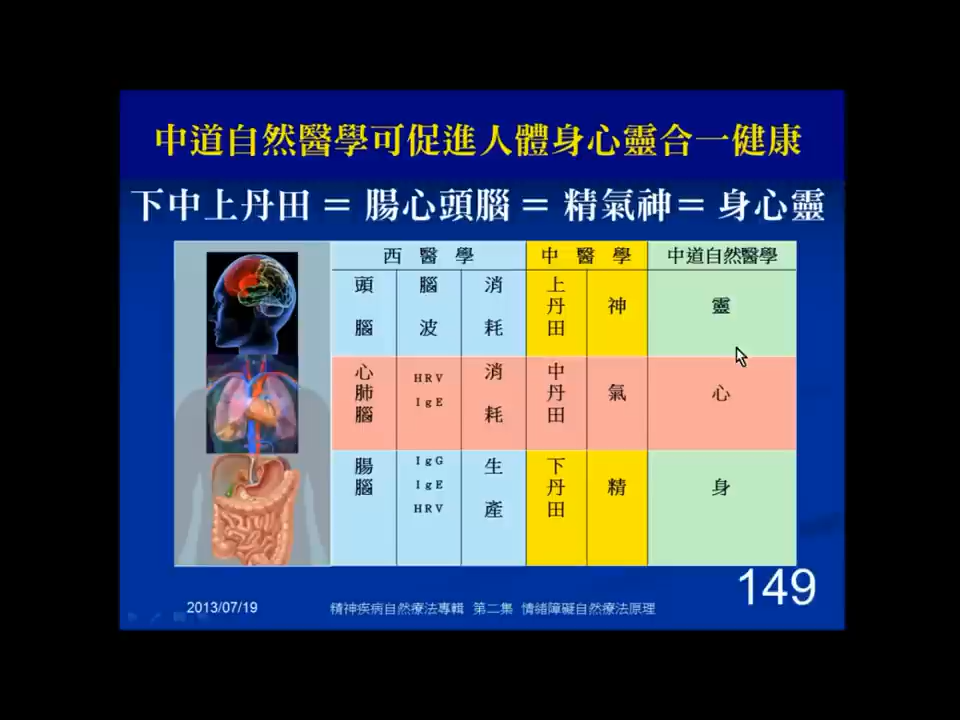 中道自然醫學可促進人體身心靈合一健康
下中上丹田 = 腸心頭腦 = 精氣神= 身心靈
西醫學 中醫學 中道自然醫學
頭腦 腦波 消耗 上丹田 神 靈
心肺腦 HRV IgE 消耗 中丹田 氣 心
腸腦 IgG IgE HRV 生產 下丹田 精 身
149
2013/07/19 精神疾病自然療法專輯 第二集 情緒障礙自然療法原理